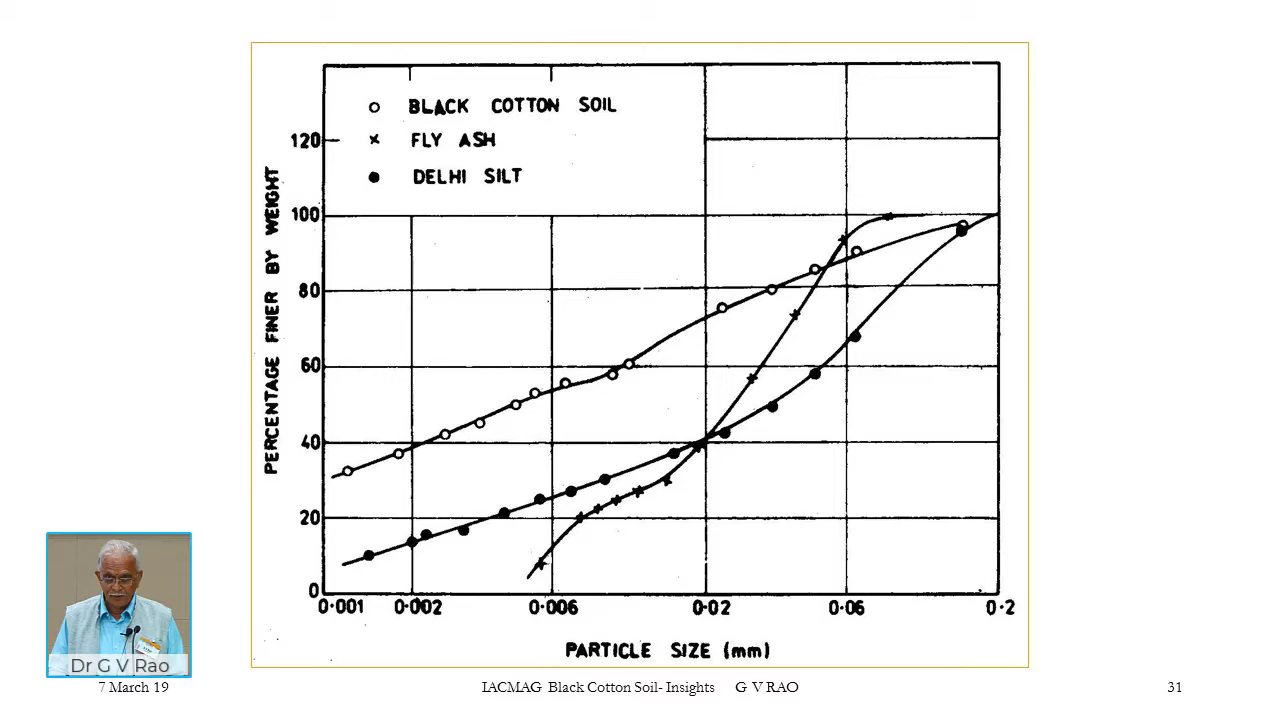 BLACK COTTON SOIL
FLY ASH
DELHI SILT
PERCENTAGE FINER BY WEIGHT
120
100
80
60
40
20
0
0.001 0.002 0.006 0.02 0.06 0.2
PARTICLE SIZE (mm)
Dr G V Rao
7 March 19
IACMAG Black Cotton Soil- Insights G V RAO
31